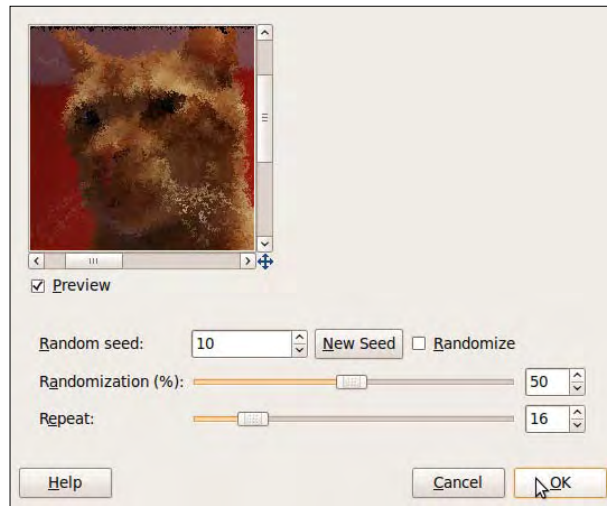 Preview
Random seed: 10 New Seed Randomize
Randomization (%): 50
Repeat: 16
Help Cancel OK